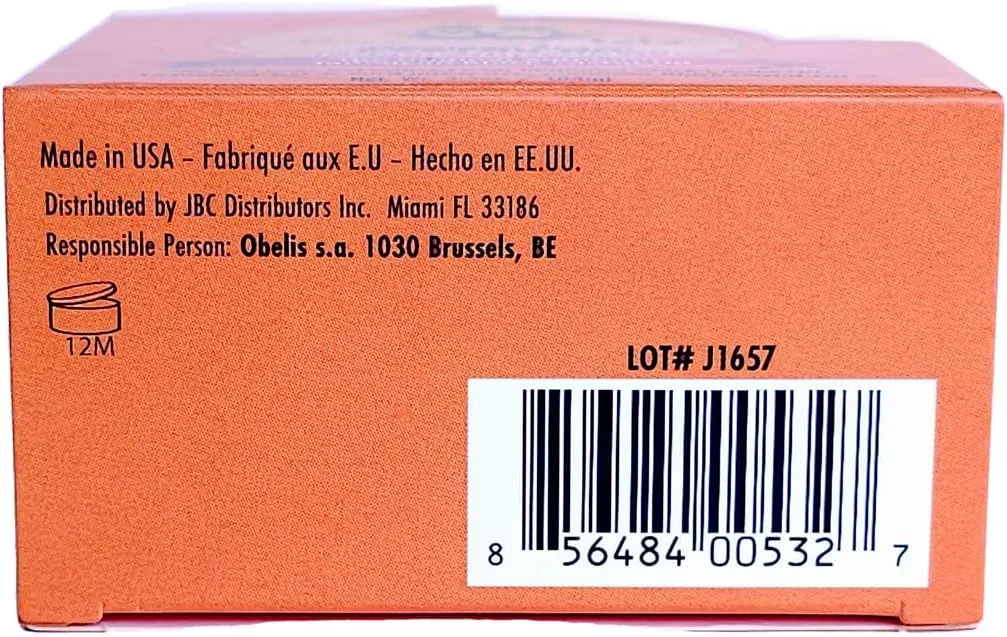 Made in USA – Fabriqué aux E.U – Hecho en EE.UU.
Distributed by JBC Distributors Inc. Miami FL 33186
Responsible Person: Obelis s.a. 1030 Brussels, BE
12M
LOT# J1657
8 56484 00532 7